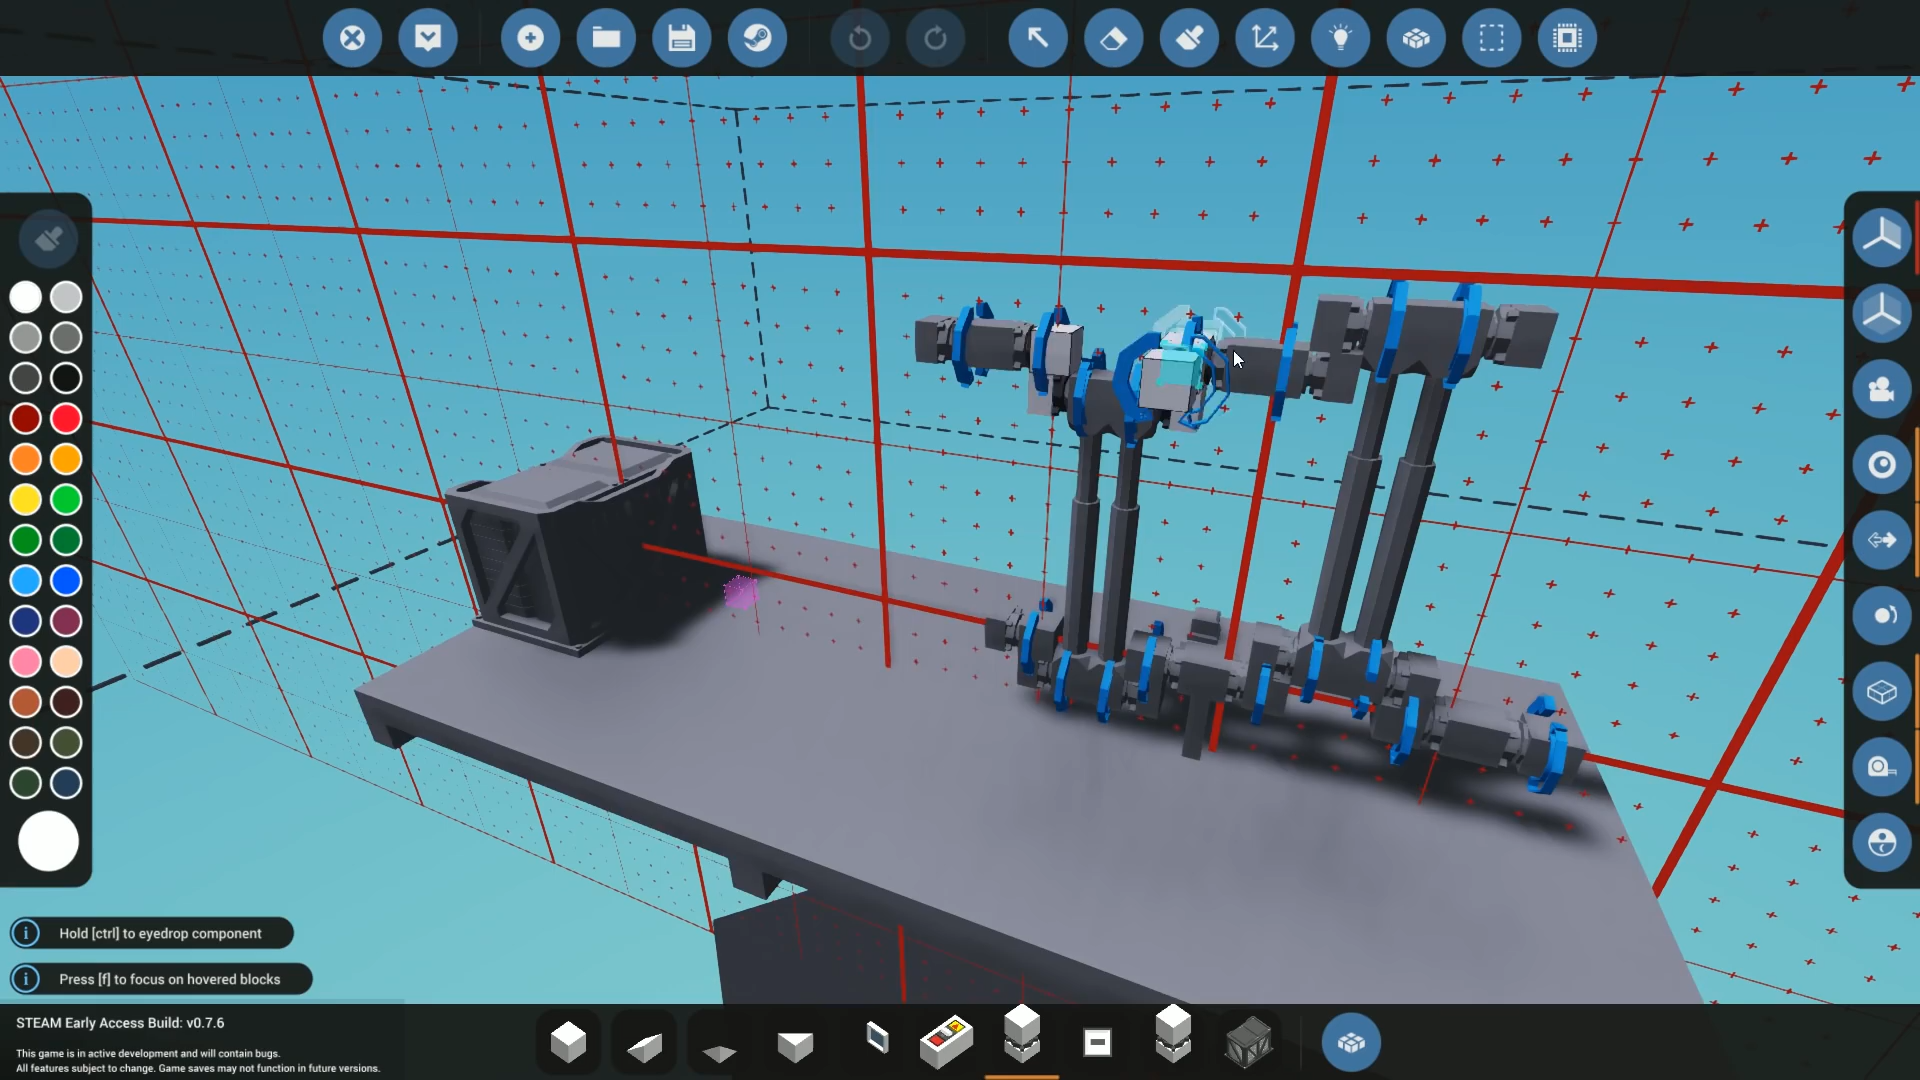 Hold [ctrl] to eyedrop component
Press [f] to focus on hovered blocks
STEAM Early Access Build: v0.7.6
This game is in active development and will contain bugs.
All features subject to change. Game saves may not function in future versions.